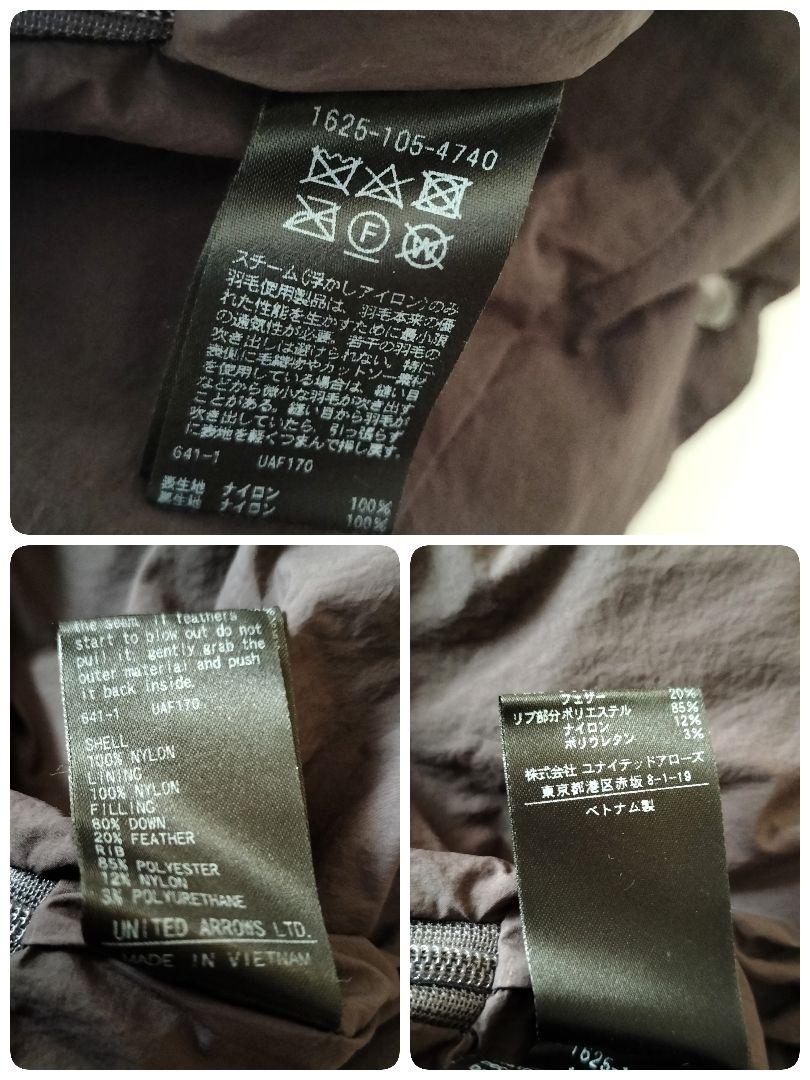 1625-105-4740
F
W
スチーム(浮かしアイロン)のみ
羽毛使用製品は、羽毛本来の優
れた性能を生かすために最小限
の通気性が必要。若干の羽毛の
吹き出しは避けられない。特に
表側に毛織物やカットソー素材
を使用している場合は、縫い目
などから微小な羽毛が吹き出す
ことがある。縫い目から羽毛が
吹き出していたら、引っ張らず
に表地を軽くつまんで押し戻す。
641-1 UAF170
表生地 ナイロン 100%
裏生地 ナイロン 100%
the seam. If feathers
start to blow out do not
pull it. gently grab the
outer material and push
it back inside.
641-1 UAF170
SHELL
100% NYLON
LINING
100% NYLON
FILLING
80% DOWN
20% FEATHER
RIB
85% POLYESTER
12% NYLON
3% POLYURETHANE
UNITED ARROWS LTD.
MADE IN VIETNAM
フェザー 20%
リブ部分 ポリエステル 85%
ナイロン 12%
ポリウレタン 3%
株式会社 ユナイテッドアローズ
東京都港区赤坂 8-1-19
ベトナム製
1625-1